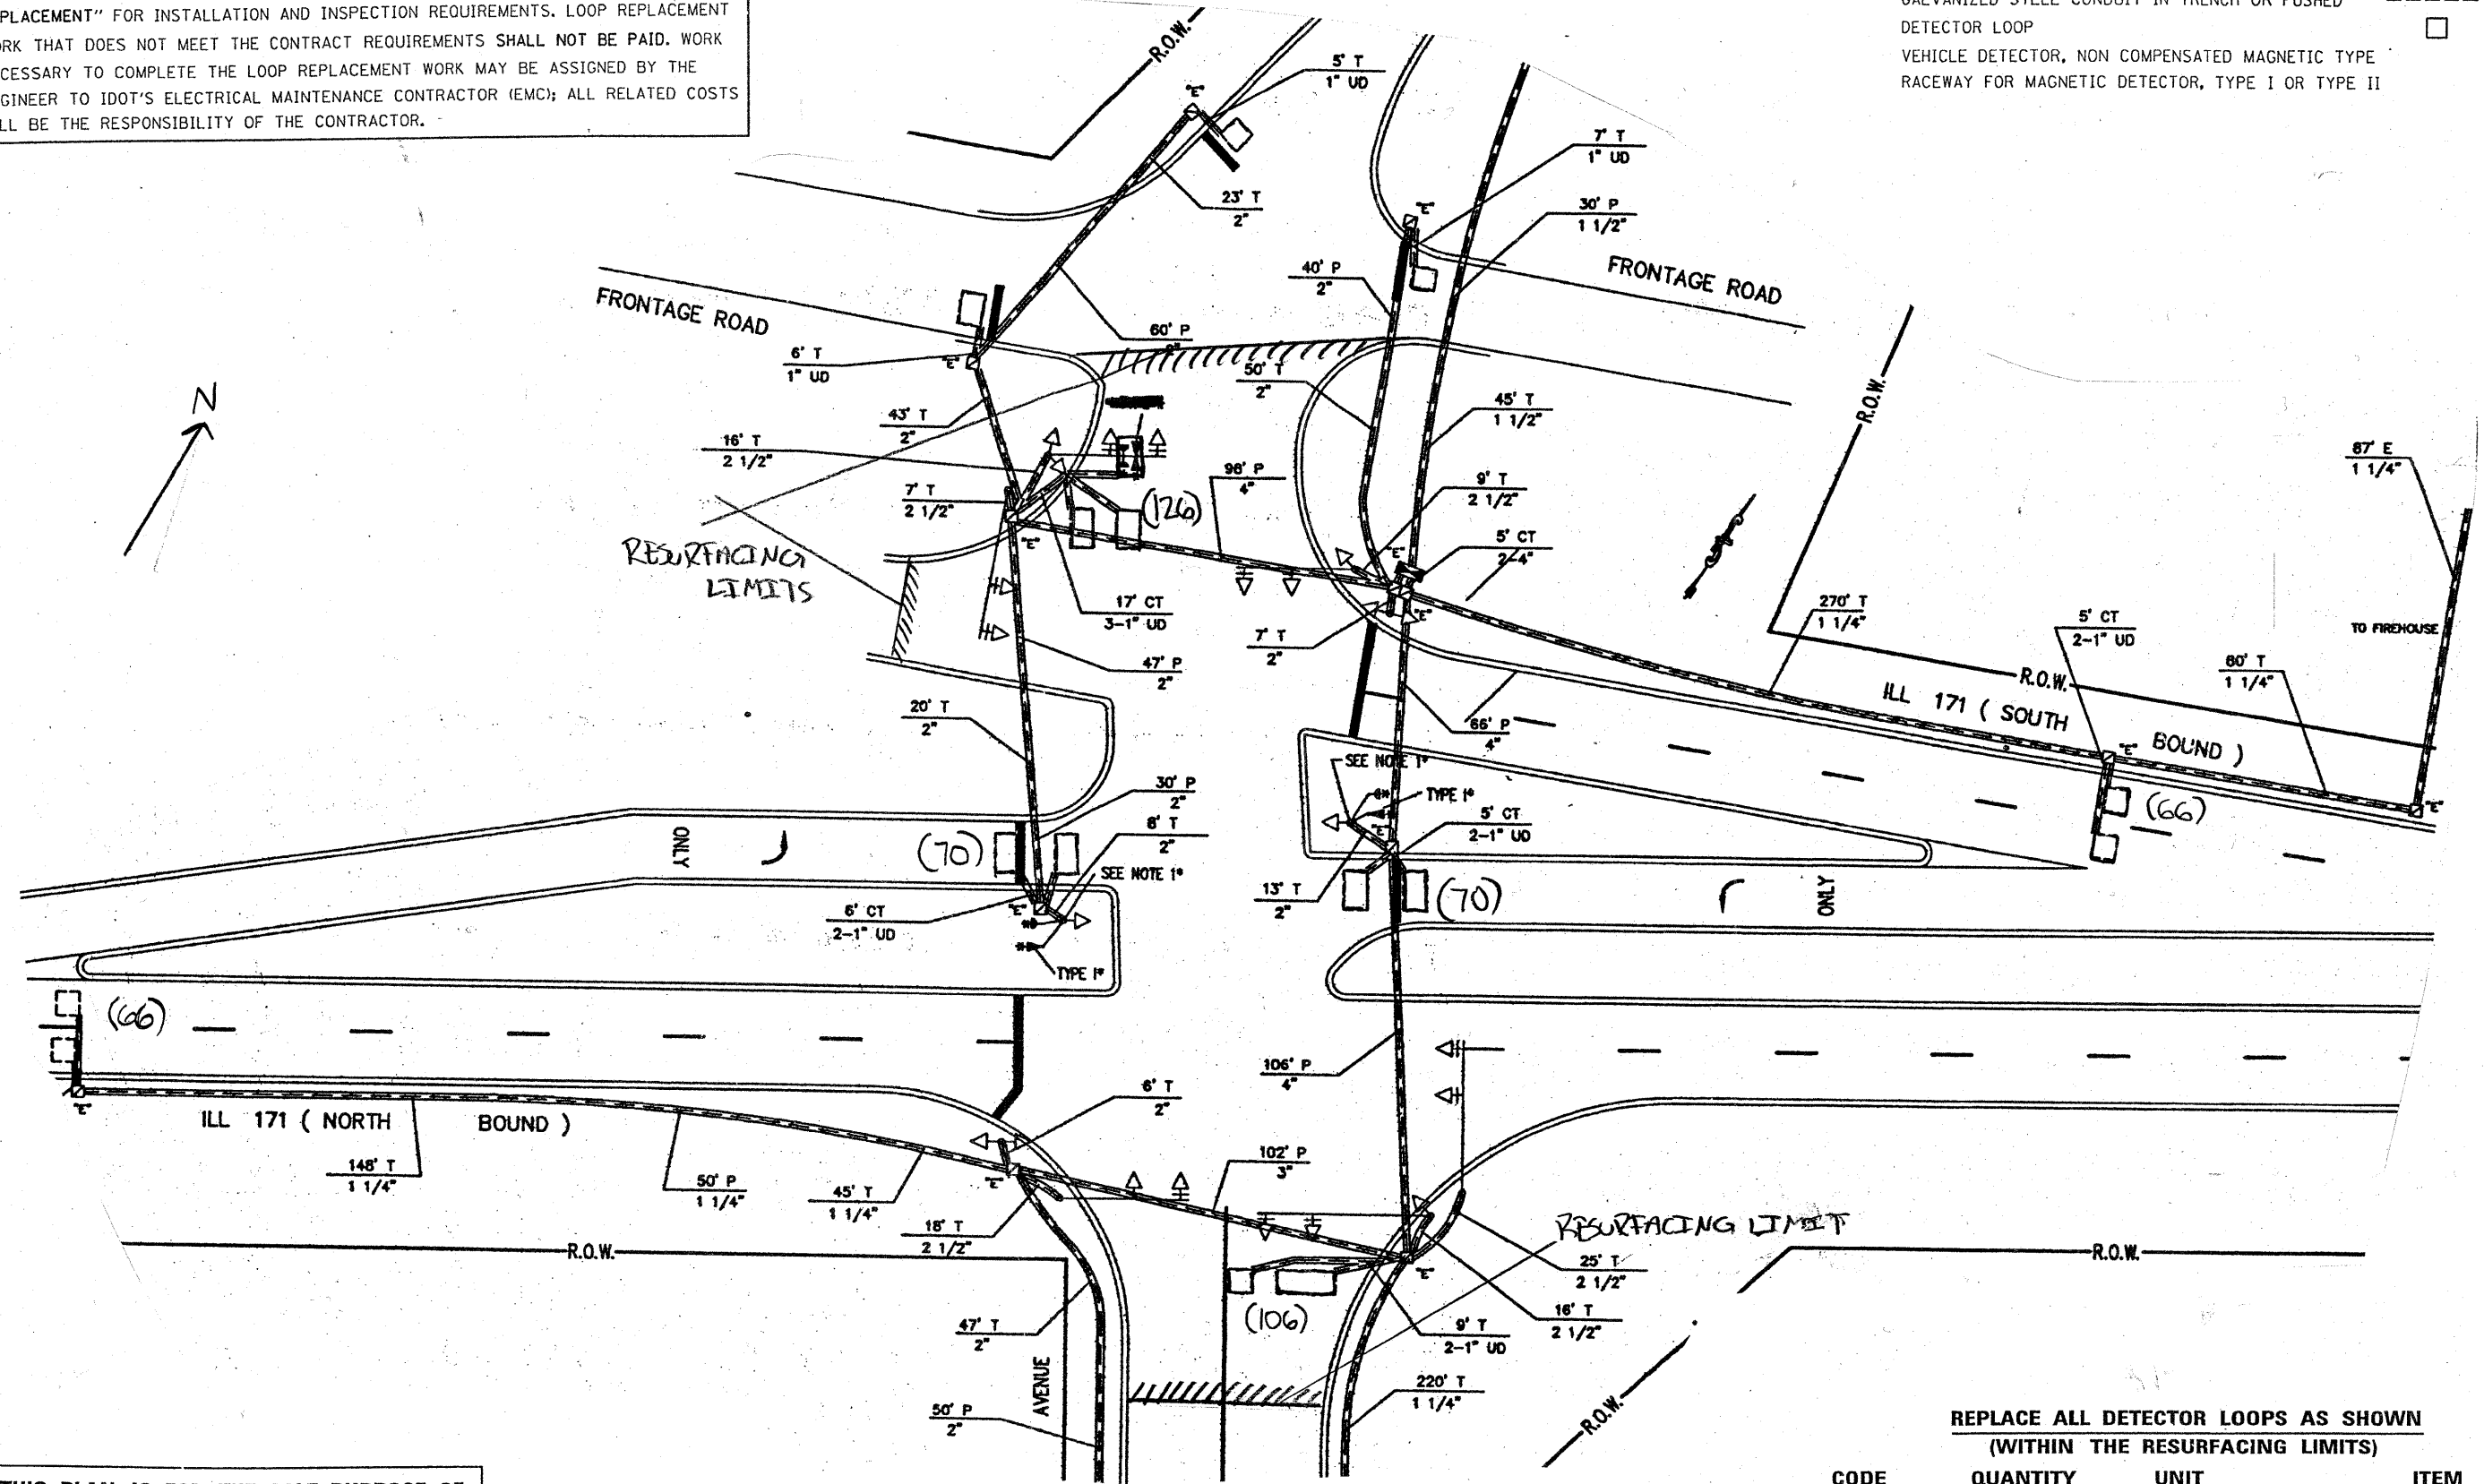 PLACEMENT" FOR INSTALLATION AND INSPECTION REQUIREMENTS. LOOP REPLACEMENT
ORK THAT DOES NOT MEET THE CONTRACT REQUIREMENTS SHALL NOT BE PAID. WORK
CESSARY TO COMPLETE THE LOOP REPLACEMENT WORK MAY BE ASSIGNED BY THE
GINEER TO IDOT'S ELECTRICAL MAINTENANCE CONTRACTOR (EMC); ALL RELATED COSTS
LL BE THE RESPONSIBILITY OF THE CONTRACTOR.
GALVANIZED STEEL CONDUIT IN TRENCH OR PUSHED
DETECTOR LOOP
VEHICLE DETECTOR, NON COMPENSATED MAGNETIC TYPE
RACEWAY FOR MAGNETIC DETECTOR, TYPE I OR TYPE II
R.O.W.
5' T
1" UD
"E"
7' T
1" UD
23' T
2"
"E"
30' P
1 1/2"
40' P
2"
FRONTAGE ROAD
FRONTAGE ROAD
60' P
2"
6' T
1" UD
"E"
50' T
2"
R.O.W.
43' T
2"
45' T
1 1/2"
16' T
2 1/2"
87' E
1 1/4"
98' P
4"
9' T
2 1/2"
7' T
2 1/2"
(126)
"E"
5' CT
2-4"
"E"
RESURFACING
LIMITS
N
17' CT
3-1" UD
270' T
1 1/4"
5' CT
2-1" UD
TO FIREHOUSE
7' T
2"
"E"
47' P
2"
60' T
1 1/4"
R.O.W.
ILL 171 ( SOUTH BOUND )
20' T
2"
66' P
4"
"E"
SEE NOTE 1*
30' P
2"
TYPE 1*
"E"
(66)
"E"
8' T
2"
5' CT
2-1" UD
ONLY
(70)
SEE NOTE 1*
13' T
2"
(70)
ONLY
6' CT
2-1" UD
"E"
TYPE 1*
(66)
106' P
4"
"E"
6' T
2"
ILL 171 ( NORTH BOUND )
148' T
1 1/4"
50' P
1 1/4"
45' T
1 1/4"
"E"
102' P
3"
18' T
2 1/2"
RESURFACING LIMIT
R.O.W.
R.O.W.
"E"
25' T
2 1/2"
16' T
2 1/2"
(106)
47' T
2"
9' T
2-1" UD
AVENUE
220' T
1 1/4"
50' P
2"
R.O.W.
REPLACE ALL DETECTOR LOOPS AS SHOWN
(WITHIN THE RESURFACING LIMITS)
CODE QUANTITY UNIT ITEM